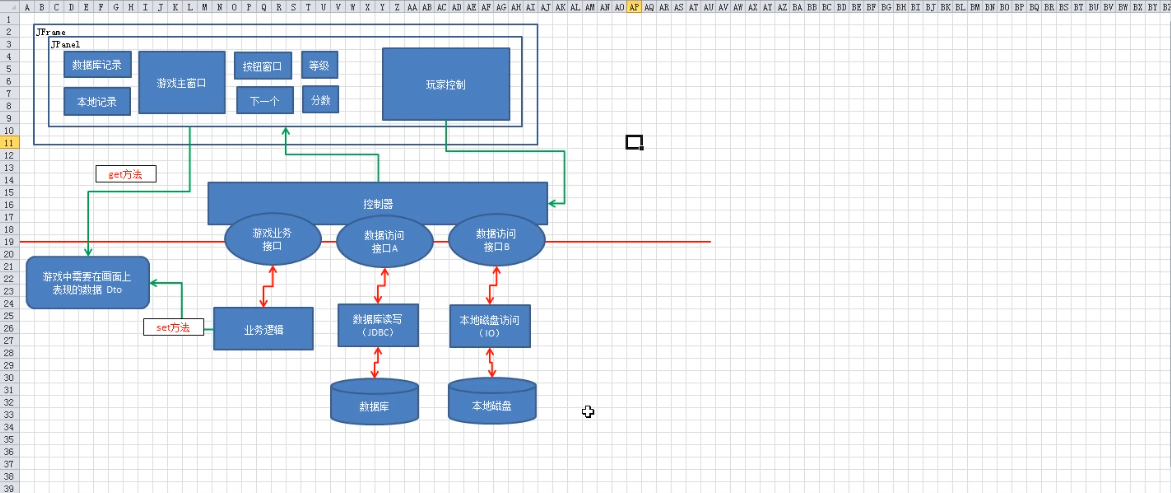 A B C D E F G H I J K L M N O P Q R S T U V W X Y Z AA AB AC AD AE AF AG AH AI AJ AK AL AM AN AO AP AQ AR AS AT AU AV AW AX AY AZ BA BB BC BD BE BF BG BH BI BJ BK BL BM BN BO BP BQ BR BS BT BU BV BW BX BY BZ
1
2
JFrame
3
JPanel
4
5
6
7
8
9
数据库记录
游戏主窗口
按钮窗口
等级
玩家控制
本地记录
下一个
分数
10
11
12
13
get方法
14
15
16
控制器
17
18
游戏业务
接口
数据访问
接口A
数据访问
接口B
19
20
21
22
游戏中需要在画面上
表现的数据 Dto
23
24
25
set方法
26
业务逻辑
数据库读写
（JDBC）
本地磁盘访问
（IO）
27
28
29
30
31
32
数据库
本地磁盘
33
34
35
36
37
38
39